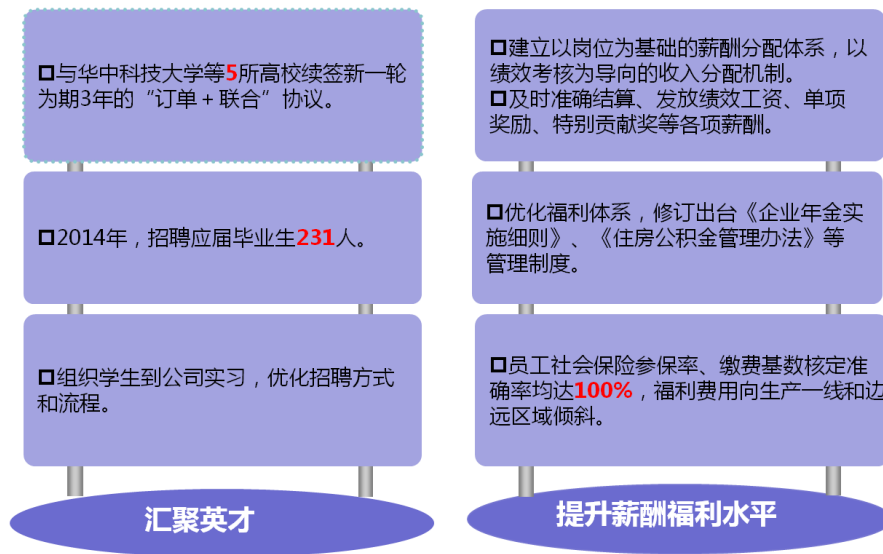 □与华中科技大学等5所高校续签新一轮
为期3年的“订单+联合”协议。
□2014年，招聘应届毕业生231人。
□组织学生到公司实习，优化招聘方式
和流程。
汇聚英才
□建立以岗位为基础的薪酬分配体系，以
绩效考核为导向的收入分配机制。
□及时准确结算、发放绩效工资、单项
奖励、特别贡献奖等各项薪酬。
□优化福利体系，修订出台《企业年金实
施细则》、《住房公积金管理办法》等
管理制度。
□员工社会保险参保率、缴费基数核定准
确率均达100%，福利费用向生产一线和边
远区域倾斜。
提升薪酬福利水平